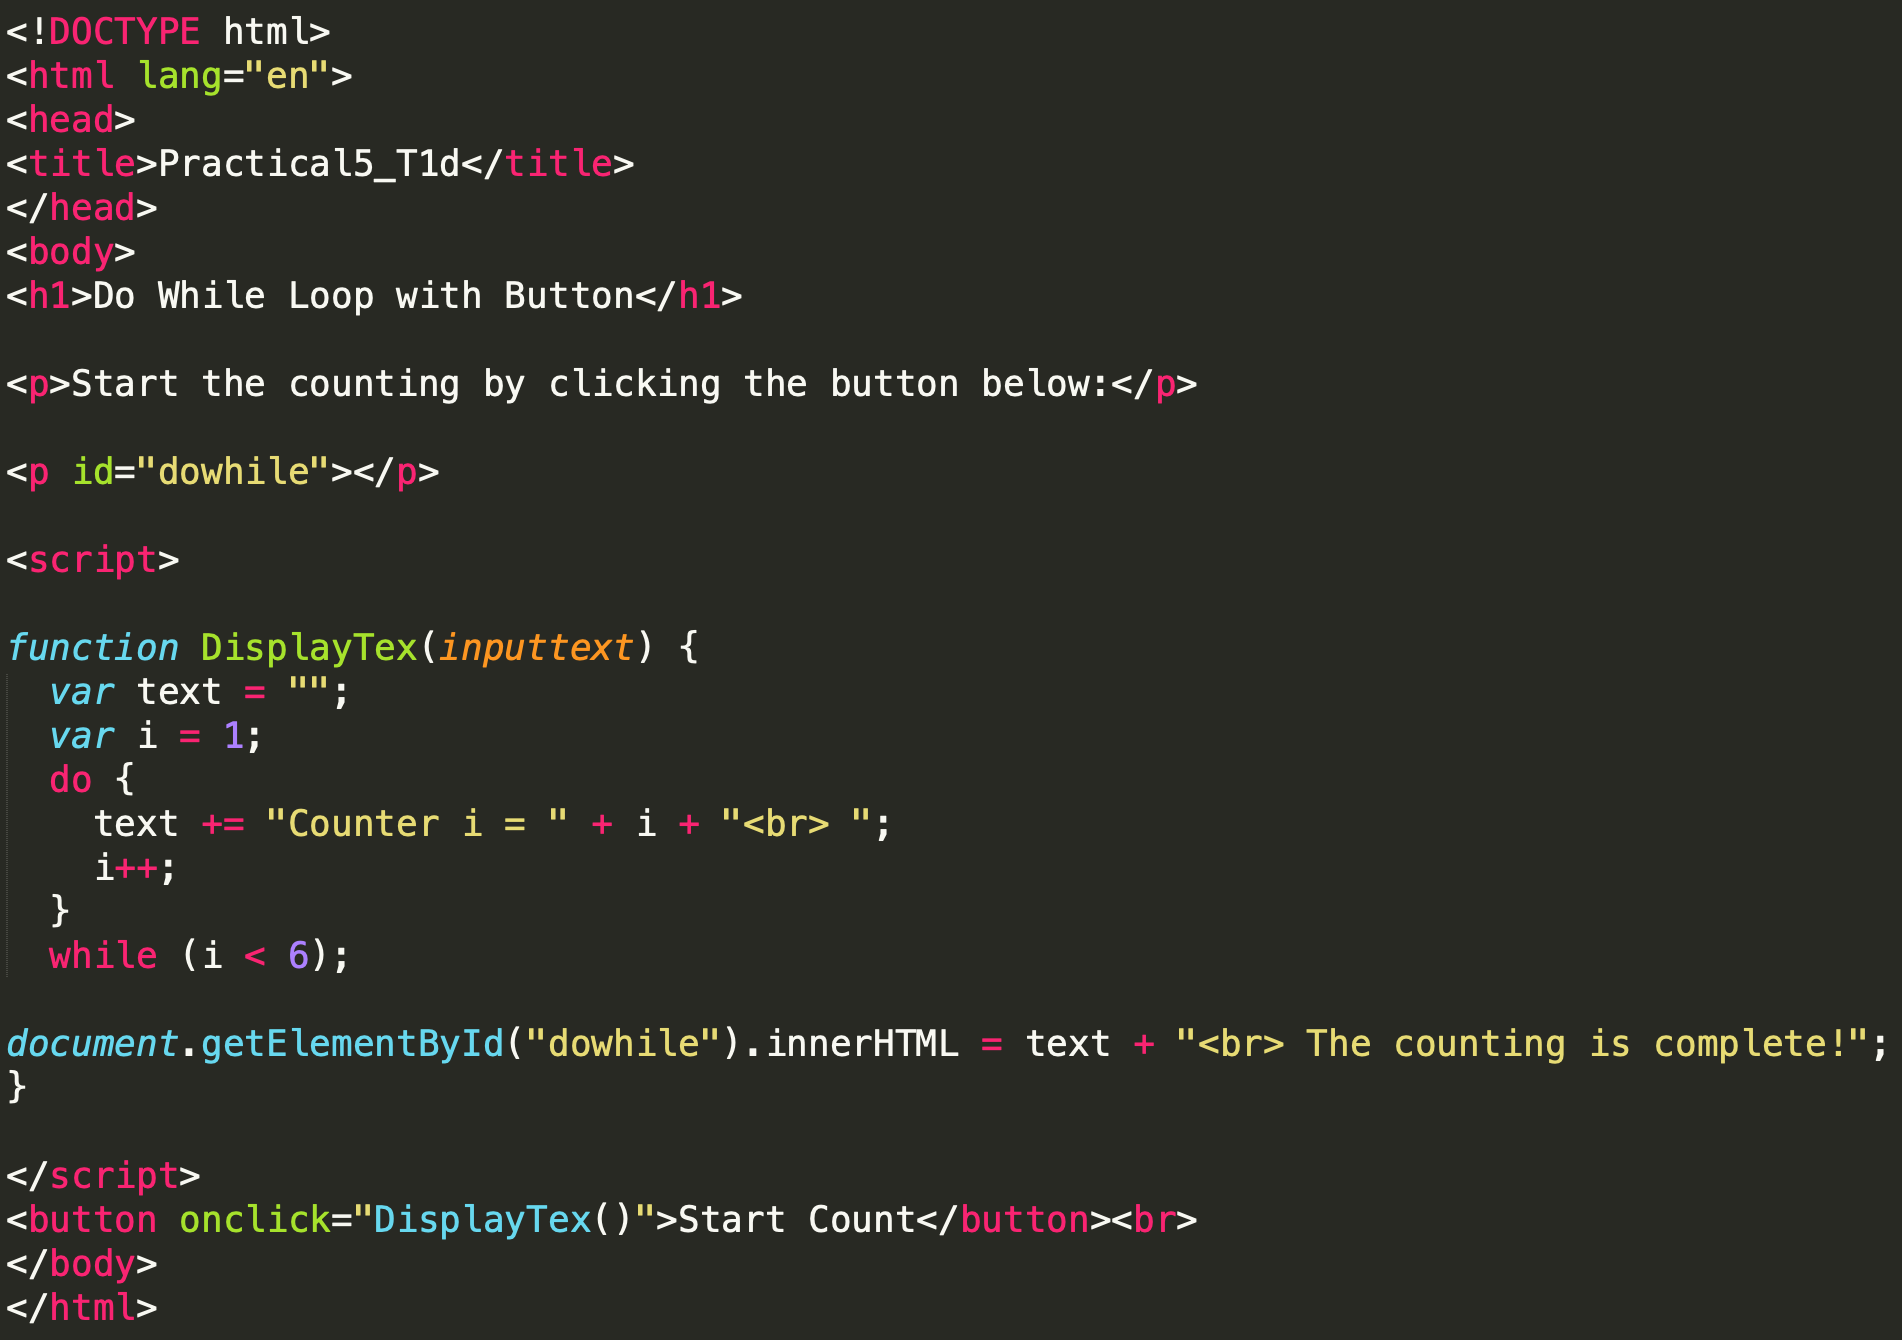 <!DOCTYPE html>
<html lang="en">
<head>
<title>Practical5_T1d</title>
</head>
<body>
<h1>Do While Loop with Button</h1>

<p>Start the counting by clicking the button below:</p>

<p id="dowhile"></p>

<script>

function DisplayTex(inputtext) {
  var text = "";
  var i = 1;
  do {
    text += "Counter i = " + i + "<br> ";
    i++;
  }
  while (i < 6);

document.getElementById("dowhile").innerHTML = text + "<br> The counting is complete!";
}

</script>
<button onclick="DisplayTex()">Start Count</button><br>
</body>
</html>